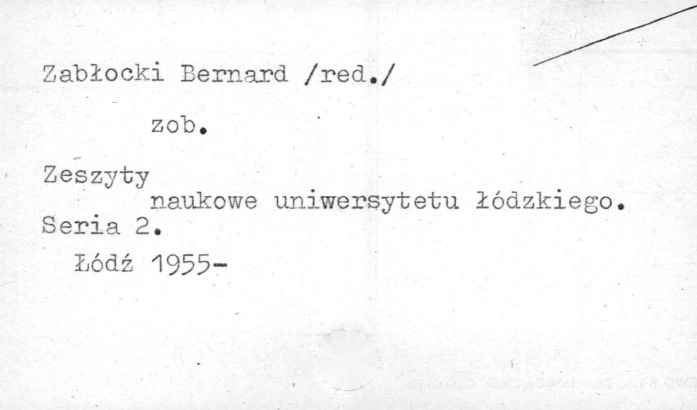 Zabłocki Bernard /red./
zob.
Zeszyty
naukowe uniwersytetu łódzkiego.
Seria 2.
Łódź 1955-